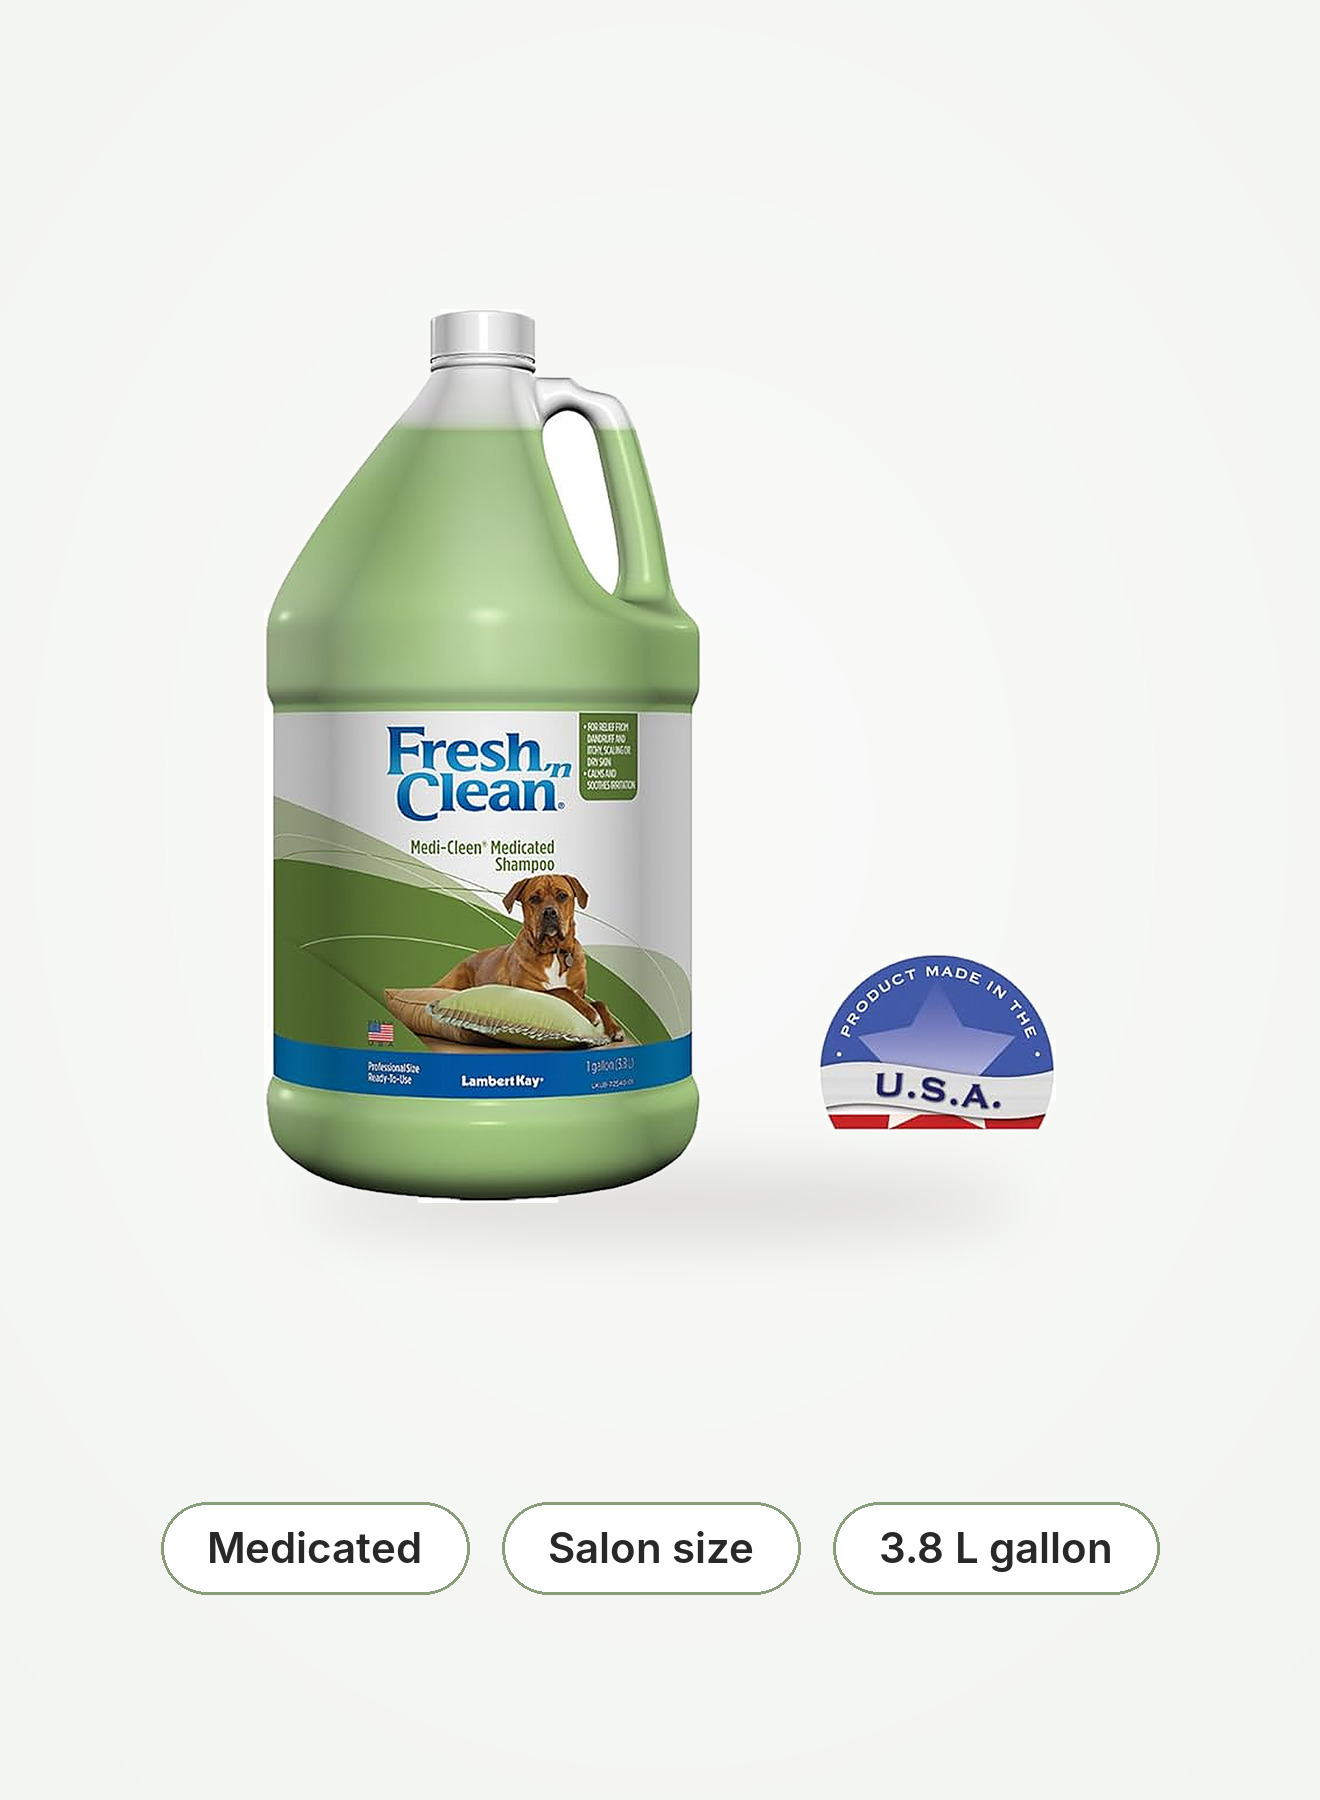 Fresh 'n
Clean®
• FOR RELIEF FROM
DANDRUFF AND
ITCHY, SCALING OR
DRY SKIN
• CALMS AND
SOOTHES IRRITATION
Medi-Cleen® Medicated
Shampoo
USA
Professional Size
Ready-To-Use
LambertKay®
1 gallon (3.8 L)
• PRODUCT MADE IN THE •
U.S.A.
Medicated
Salon size
3.8 L gallon